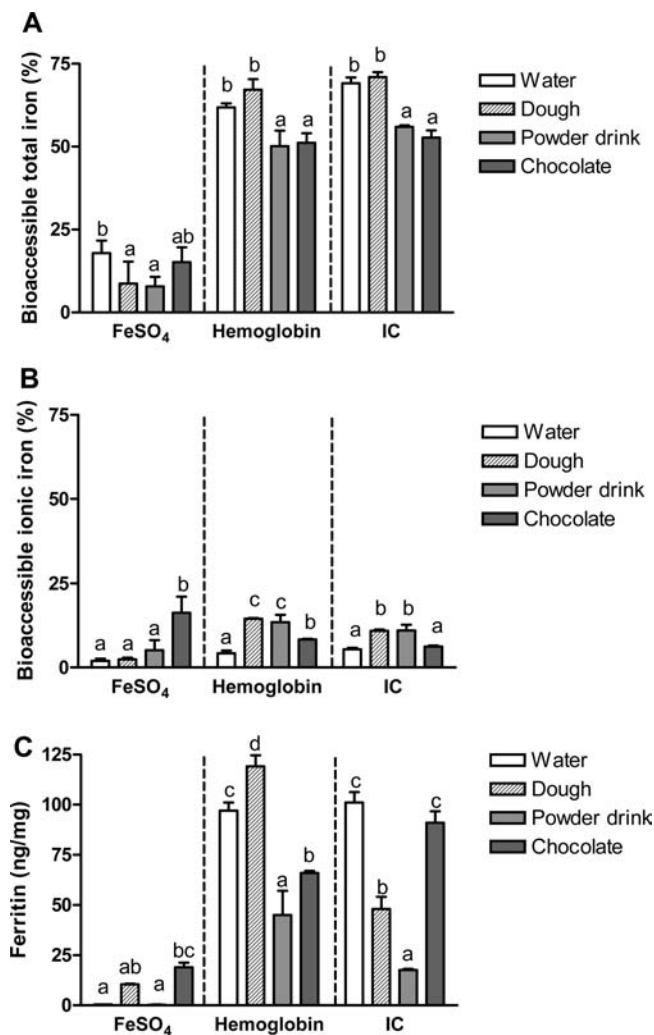 A
Bioaccessible total iron (%)
75
50
25
0
b
a
a
ab
b
b
a
a
b
b
a
a
FeSO₄
Hemoglobin
IC
Water
Dough
Powder drink
Chocolate
B
Bioaccessible ionic iron (%)
75
50
25
0
a
a
a
b
a
c
c
b
a
b
b
a
FeSO₄
Hemoglobin
IC
Water
Dough
Powder drink
Chocolate
C
Ferritin (ng/mg)
125
100
75
50
25
0
a
ab
a
bc
c
d
a
b
c
b
a
c
FeSO₄
Hemoglobin
IC
Water
Dough
Powder drink
Chocolate